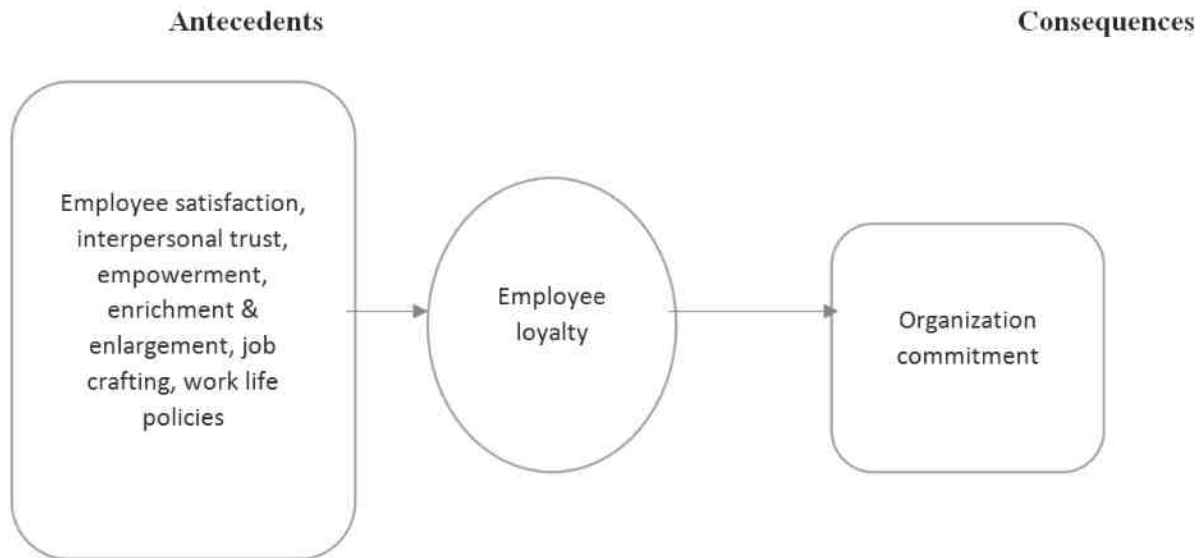 Antecedents
Consequences
Employee satisfaction,
interpersonal trust,
empowerment,
enrichment &
enlargement, job
crafting, work life
policies
Employee
loyalty
Organization
commitment